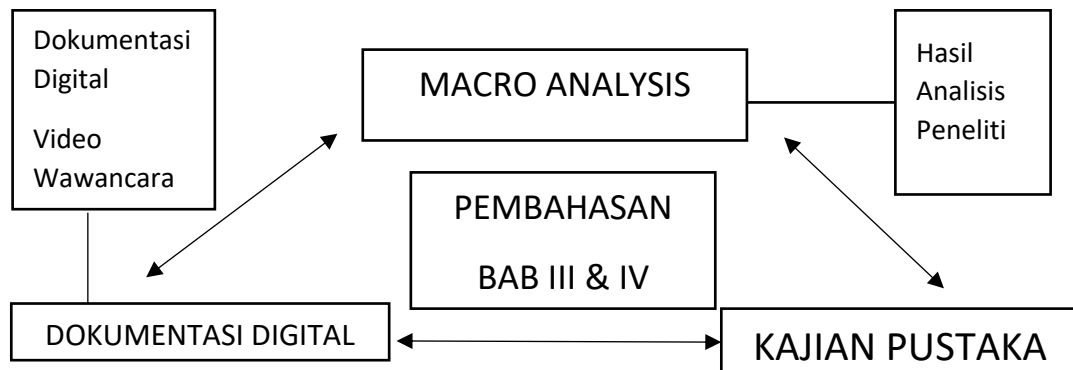 Dokumentasi
Digital
Video
Wawancara
MACRO ANALYSIS
Hasil
Analisis
Peneliti
PEMBAHASAN
BAB III & IV
DOKUMENTASI DIGITAL
KAJIAN PUSTAKA